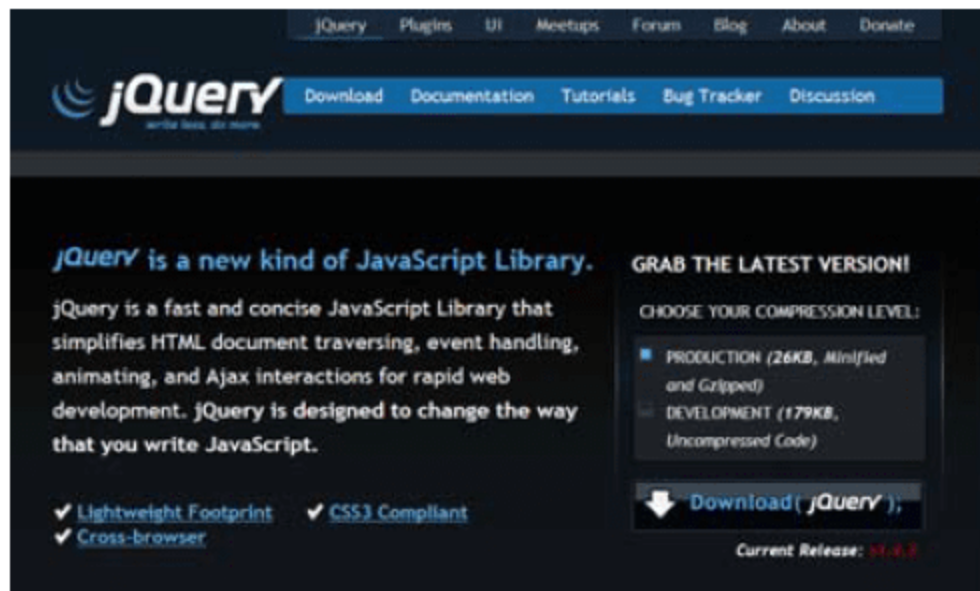 jQuery Plugins UI Meetups Forum Blog About Donate
jQuery
write less, do more.
Download Documentation Tutorials Bug Tracker Discussion
jQuery is a new kind of JavaScript Library.
jQuery is a fast and concise JavaScript Library that
simplifies HTML document traversing, event handling,
animating, and Ajax interactions for rapid web
development. jQuery is designed to change the way
that you write JavaScript.
Lightweight Footprint CSS3 Compliant
Cross-browser
GRAB THE LATEST VERSION!
CHOOSE YOUR COMPRESSION LEVEL:
PRODUCTION (26KB, Minified
and Gzipped)
DEVELOPMENT (179KB,
Uncompressed Code)
Download( jQuery );
Current Release: